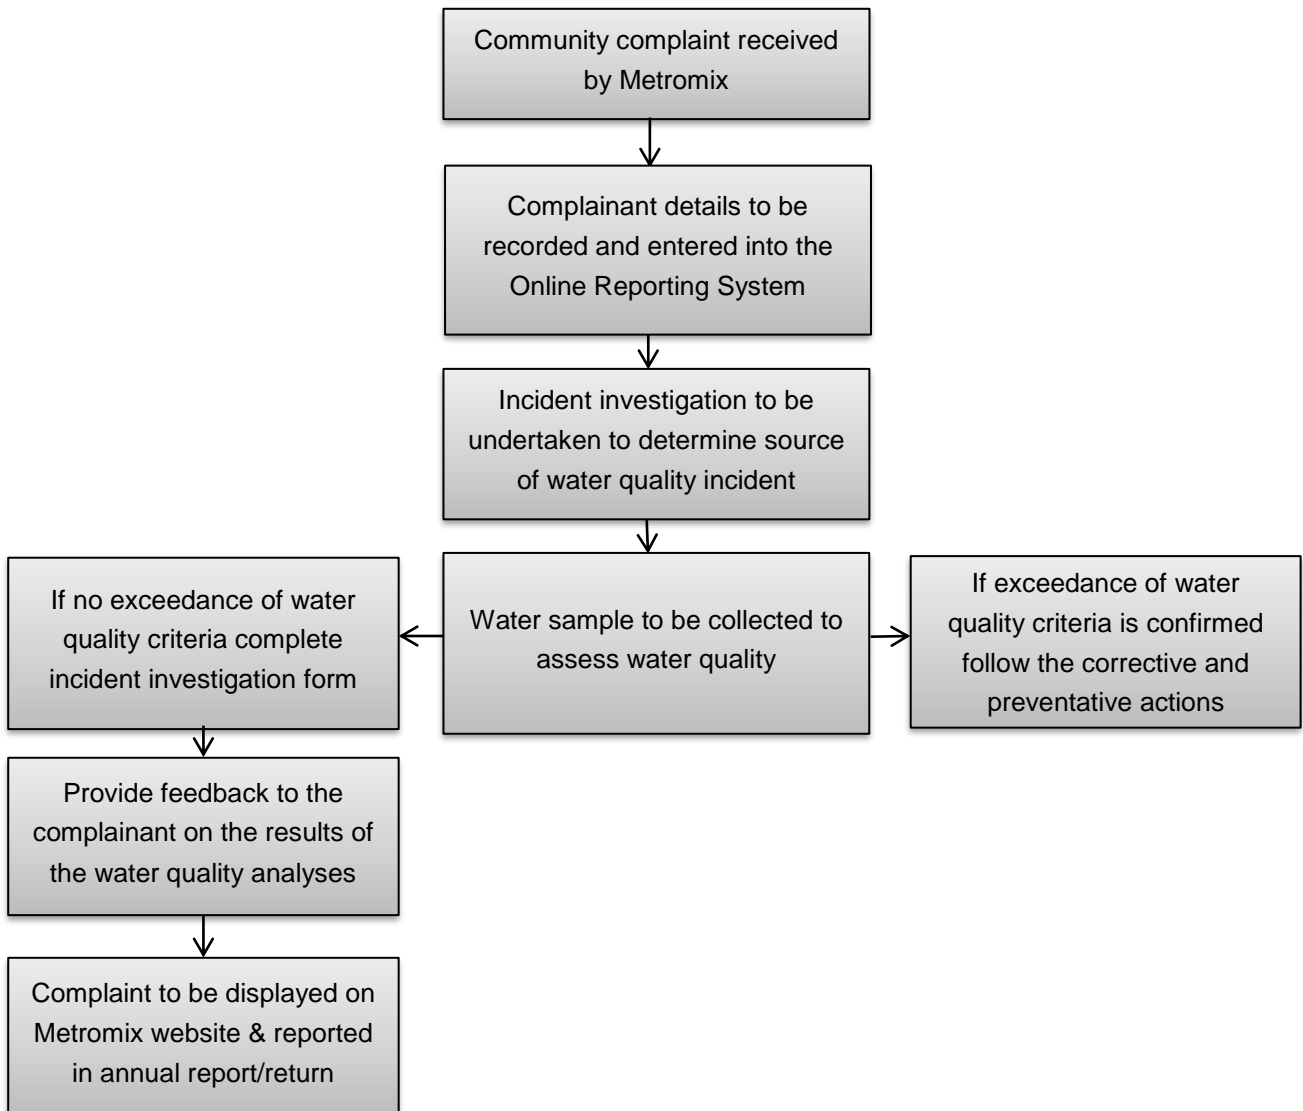 Community complaint received
by Metromix
Complainant details to be
recorded and entered into the
Online Reporting System
Incident investigation to be
undertaken to determine source
of water quality incident
Water sample to be collected to
assess water quality
If no exceedance of water
quality criteria complete
incident investigation form
If exceedance of water
quality criteria is confirmed
follow the corrective and
preventative actions
Provide feedback to the
complainant on the results of
the water quality analyses
Complaint to be displayed on
Metromix website & reported
in annual report/return